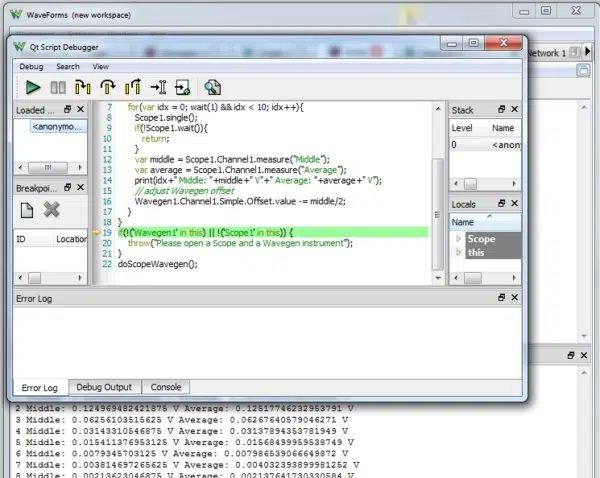 WaveForms (new workspace)
Qt Script Debugger
Debug Search View
Network 1
Loaded ...
<anonymo...
Breakpoi...
ID Location
7 for(var idx = 0; wait(1) && idx < 10; idx++){
8 Scope1.single();
9 if(!Scope1.wait()){
10 return;
11 }
12 var middle = Scope1.Channel1.measure("Middle");
13 var average = Scope1.Channel1.measure("Average");
14 print(idx+" Middle: "+middle+" V"+" Average: "+average+" V");
15 // adjust Wavegen offset
16 Wavegen1.Channel1.Simple.Offset.value -= middle/2;
17 }
18 }
19 if(!('Wavegen1' in this) || !('Scope1' in this)) {
20 throw("Please open a Scope and a Wavegen instrument");
21 }
22 doScopeWavegen();
Stack
Level Name
0 <anony
Locals
Name
Scope
this
Error Log
Error Log Debug Output Console
2 Middle: 0.124969482421875 V Average: 0.12517746232953791 V
3 Middle: 0.06256103515625 V Average: 0.06267640579046271 V
4 Middle: 0.03143310546875 V Average: 0.03137894353781949 V
5 Middle: 0.015411376953125 V Average: 0.01568499959538749 V
6 Middle: 0.0079345703125 V Average: 0.007986539066649872 V
7 Middle: 0.003814697265625 V Average: 0.004032393899981252 V
8 Middle: 0.00213623046875 V Average: 0.002137641730330584 V